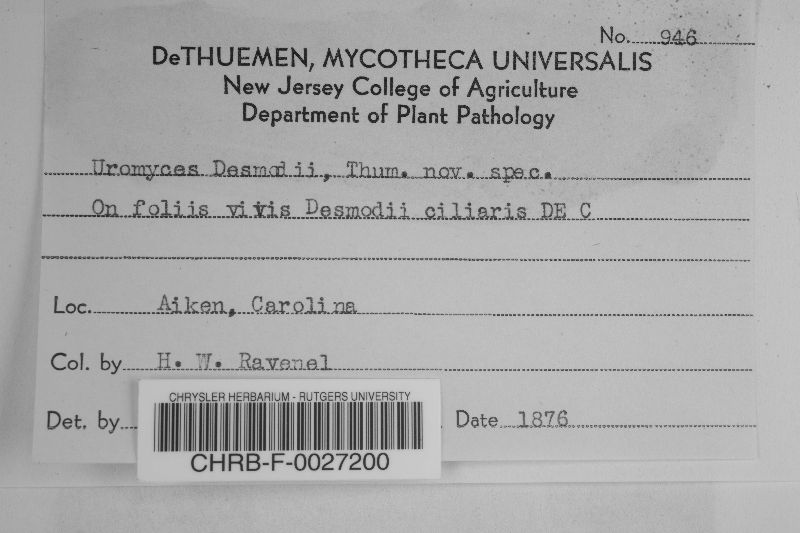 No. 946
DeTHUEMEN, MYCOTHECA UNIVERSALIS
New Jersey College of Agriculture
Department of Plant Pathology
Uromyces Desmodii, Thum. nov. spec.
On foliis vivis Desmodii ciliaris DE C
Loc. Aiken, Carolina
Col. by H. W. Ravenel
Det. by
Date 1876
CHRYSLER HERBARIUM - RUTGERS UNIVERSITY
CHRB-F-0027200